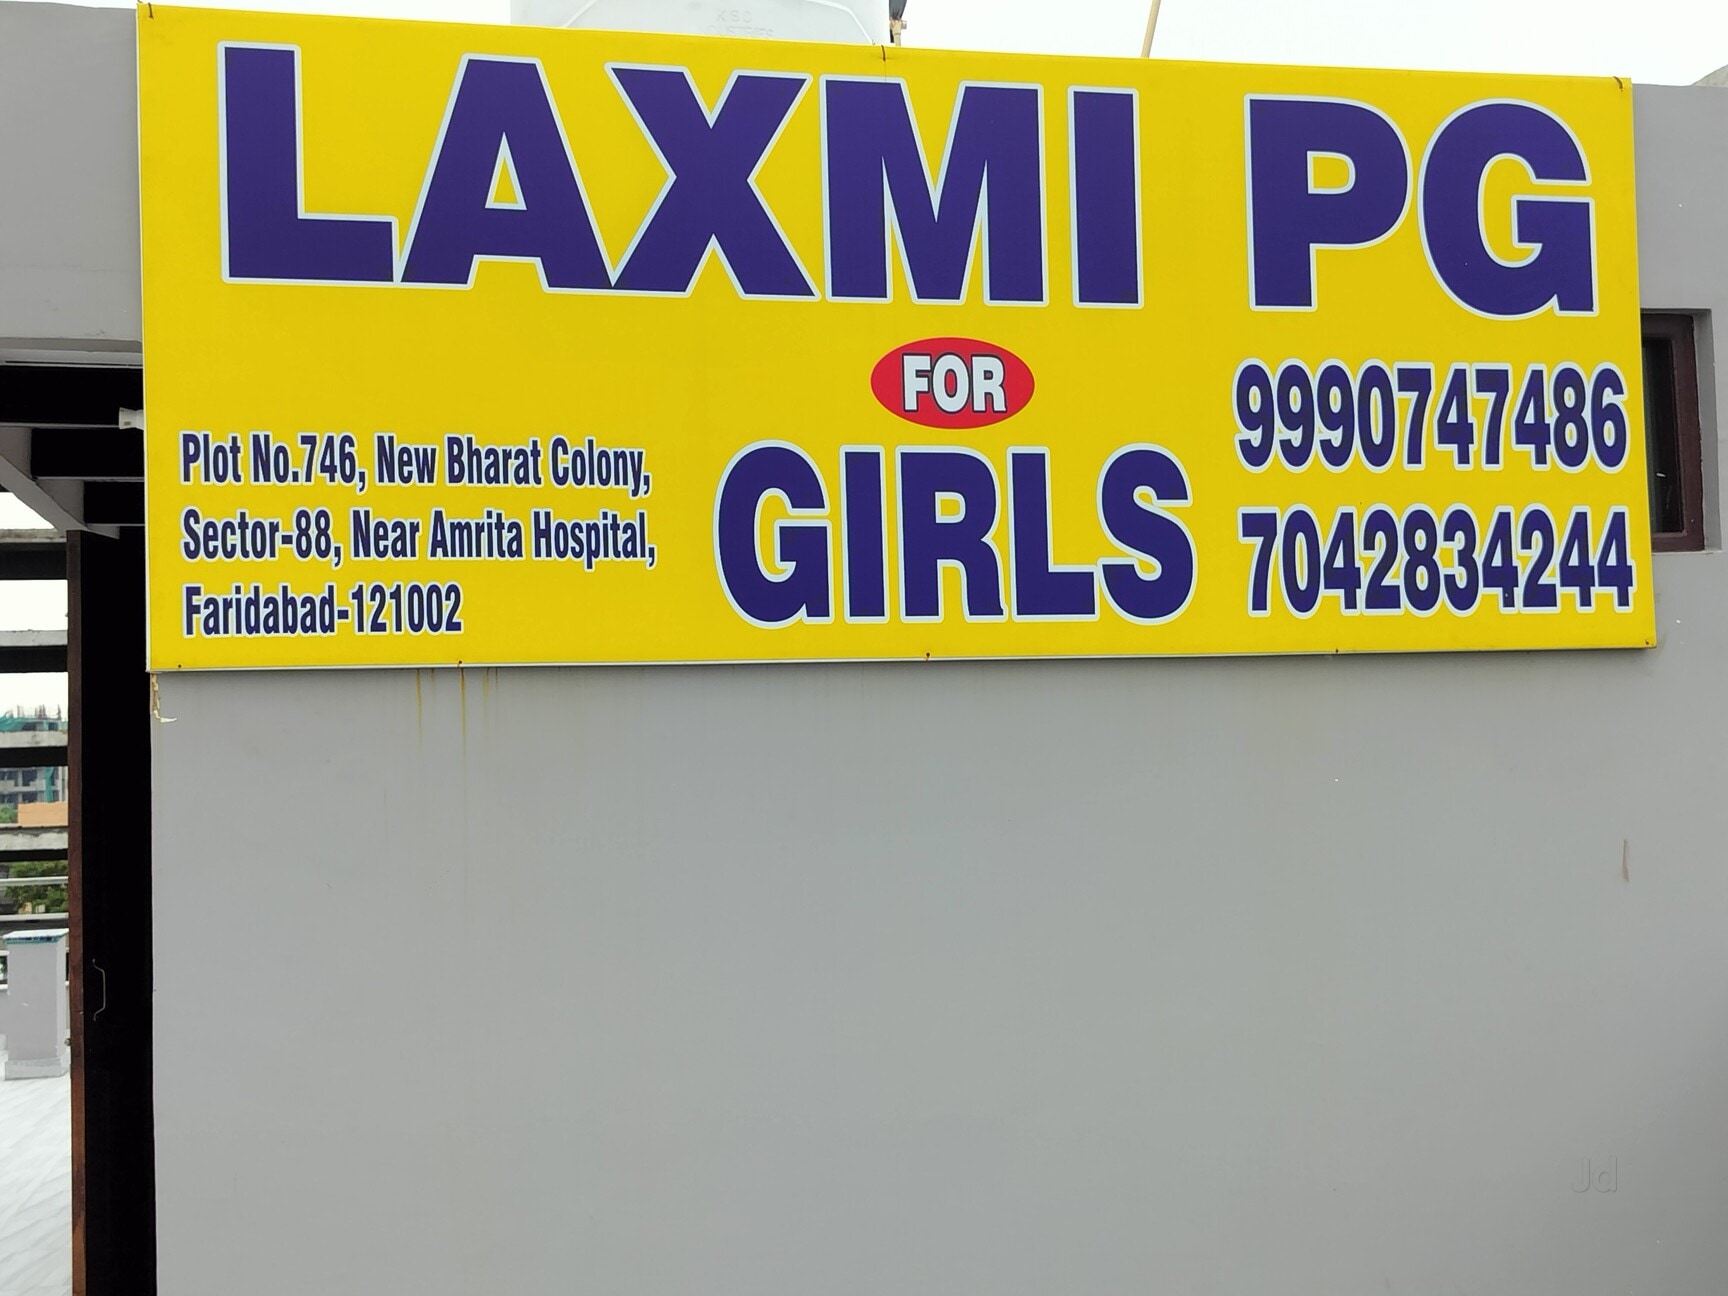 LAXMI PG
FOR
GIRLS
9990747486
7042834244
Plot No.746, New Bharat Colony,
Sector-88, Near Amrita Hospital,
Faridabad-121002
Jd